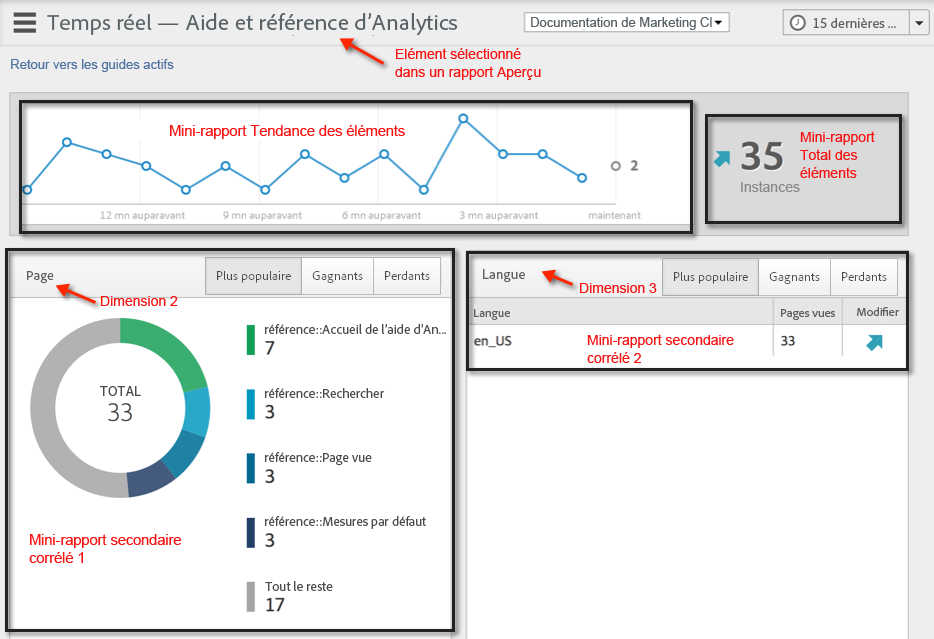 Temps réel — Aide et référence d'Analytics
Documentation de Marketing Cl
15 dernières ...
Elément sélectionné
dans un rapport Aperçu
Retour vers les guides actifs
Mini-rapport Tendance des éléments
2
12 mn auparavant
9 mn auparavant
6 mn auparavant
3 mn auparavant
maintenant
35
Instances
Mini-rapport
Total des
éléments
Page
Plus populaire
Gagnants
Perdants
Dimension 2
TOTAL
33
référence::Accueil de l'aide d'An...
7
référence::Rechercher
3
référence::Page vue
3
référence::Mesures par défaut
3
Tout le reste
17
Mini-rapport secondaire
corrélé 1
Langue
Plus populaire
Gagnants
Perdants
Dimension 3
Langue
Pages vues
Modifier
en_US
33
Mini-rapport secondaire
corrélé 2